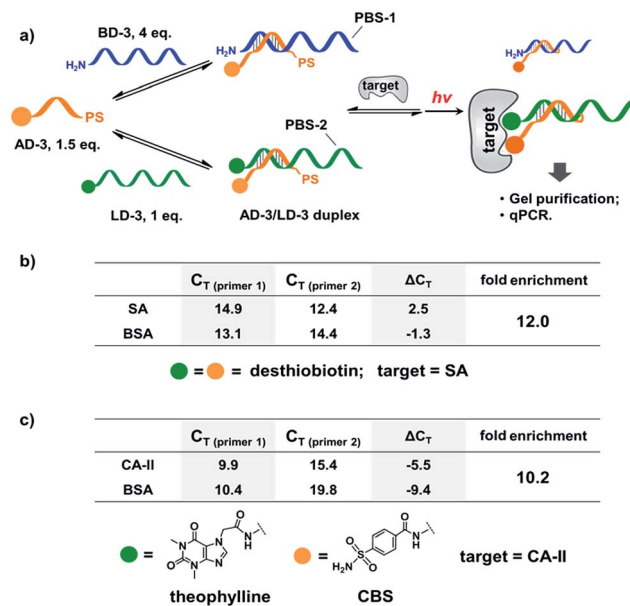 a)
BD-3, 4 eq.
PBS-1
H₂N
H₂N
PS
target
hν
PS
AD-3, 1.5 eq.
PBS-2
target
PS
LD-3, 1 eq.
AD-3/LD-3 duplex
H₂N
• Gel purification;
• qPCR.
b)
C_T (primer 1) C_T (primer 2) ΔC_T fold enrichment
SA 14.9 12.4 2.5 12.0
BSA 13.1 14.4 -1.3
= = desthiobiotin; target = SA
c)
C_T (primer 1) C_T (primer 2) ΔC_T fold enrichment
CA-II 9.9 15.4 -5.5 10.2
BSA 10.4 19.8 -9.4
= O N N O N N O N H
theophylline
= O N H S O O H₂N
CBS
target = CA-II